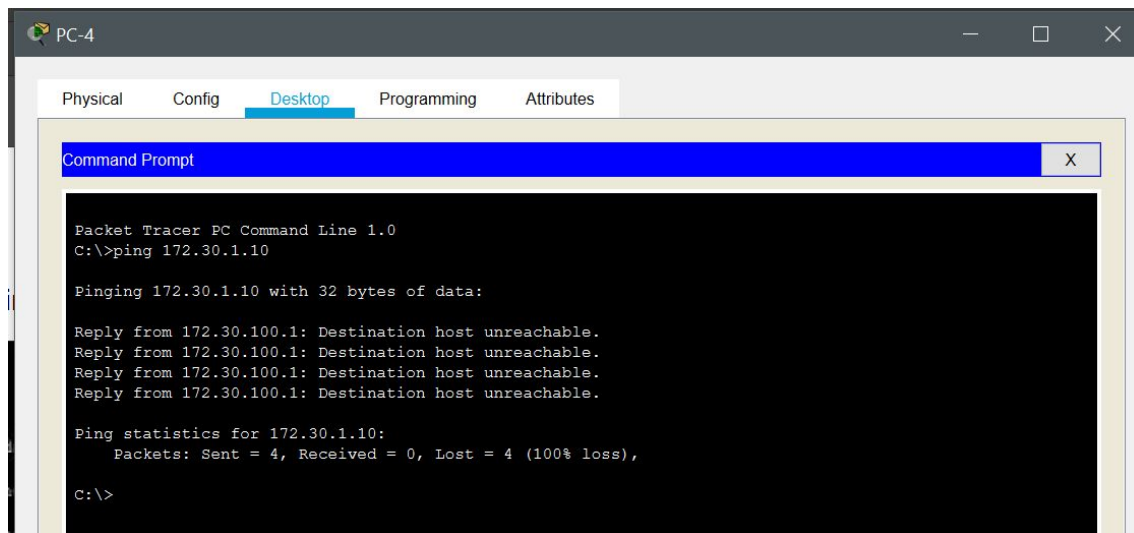 PC-4
Physical Config Desktop Programming Attributes
Command Prompt
X
Packet Tracer PC Command Line 1.0
C:\>ping 172.30.1.10
Pinging 172.30.1.10 with 32 bytes of data:
Reply from 172.30.100.1: Destination host unreachable.
Reply from 172.30.100.1: Destination host unreachable.
Reply from 172.30.100.1: Destination host unreachable.
Reply from 172.30.100.1: Destination host unreachable.
Ping statistics for 172.30.1.10:
Packets: Sent = 4, Received = 0, Lost = 4 (100% loss),
C:\>